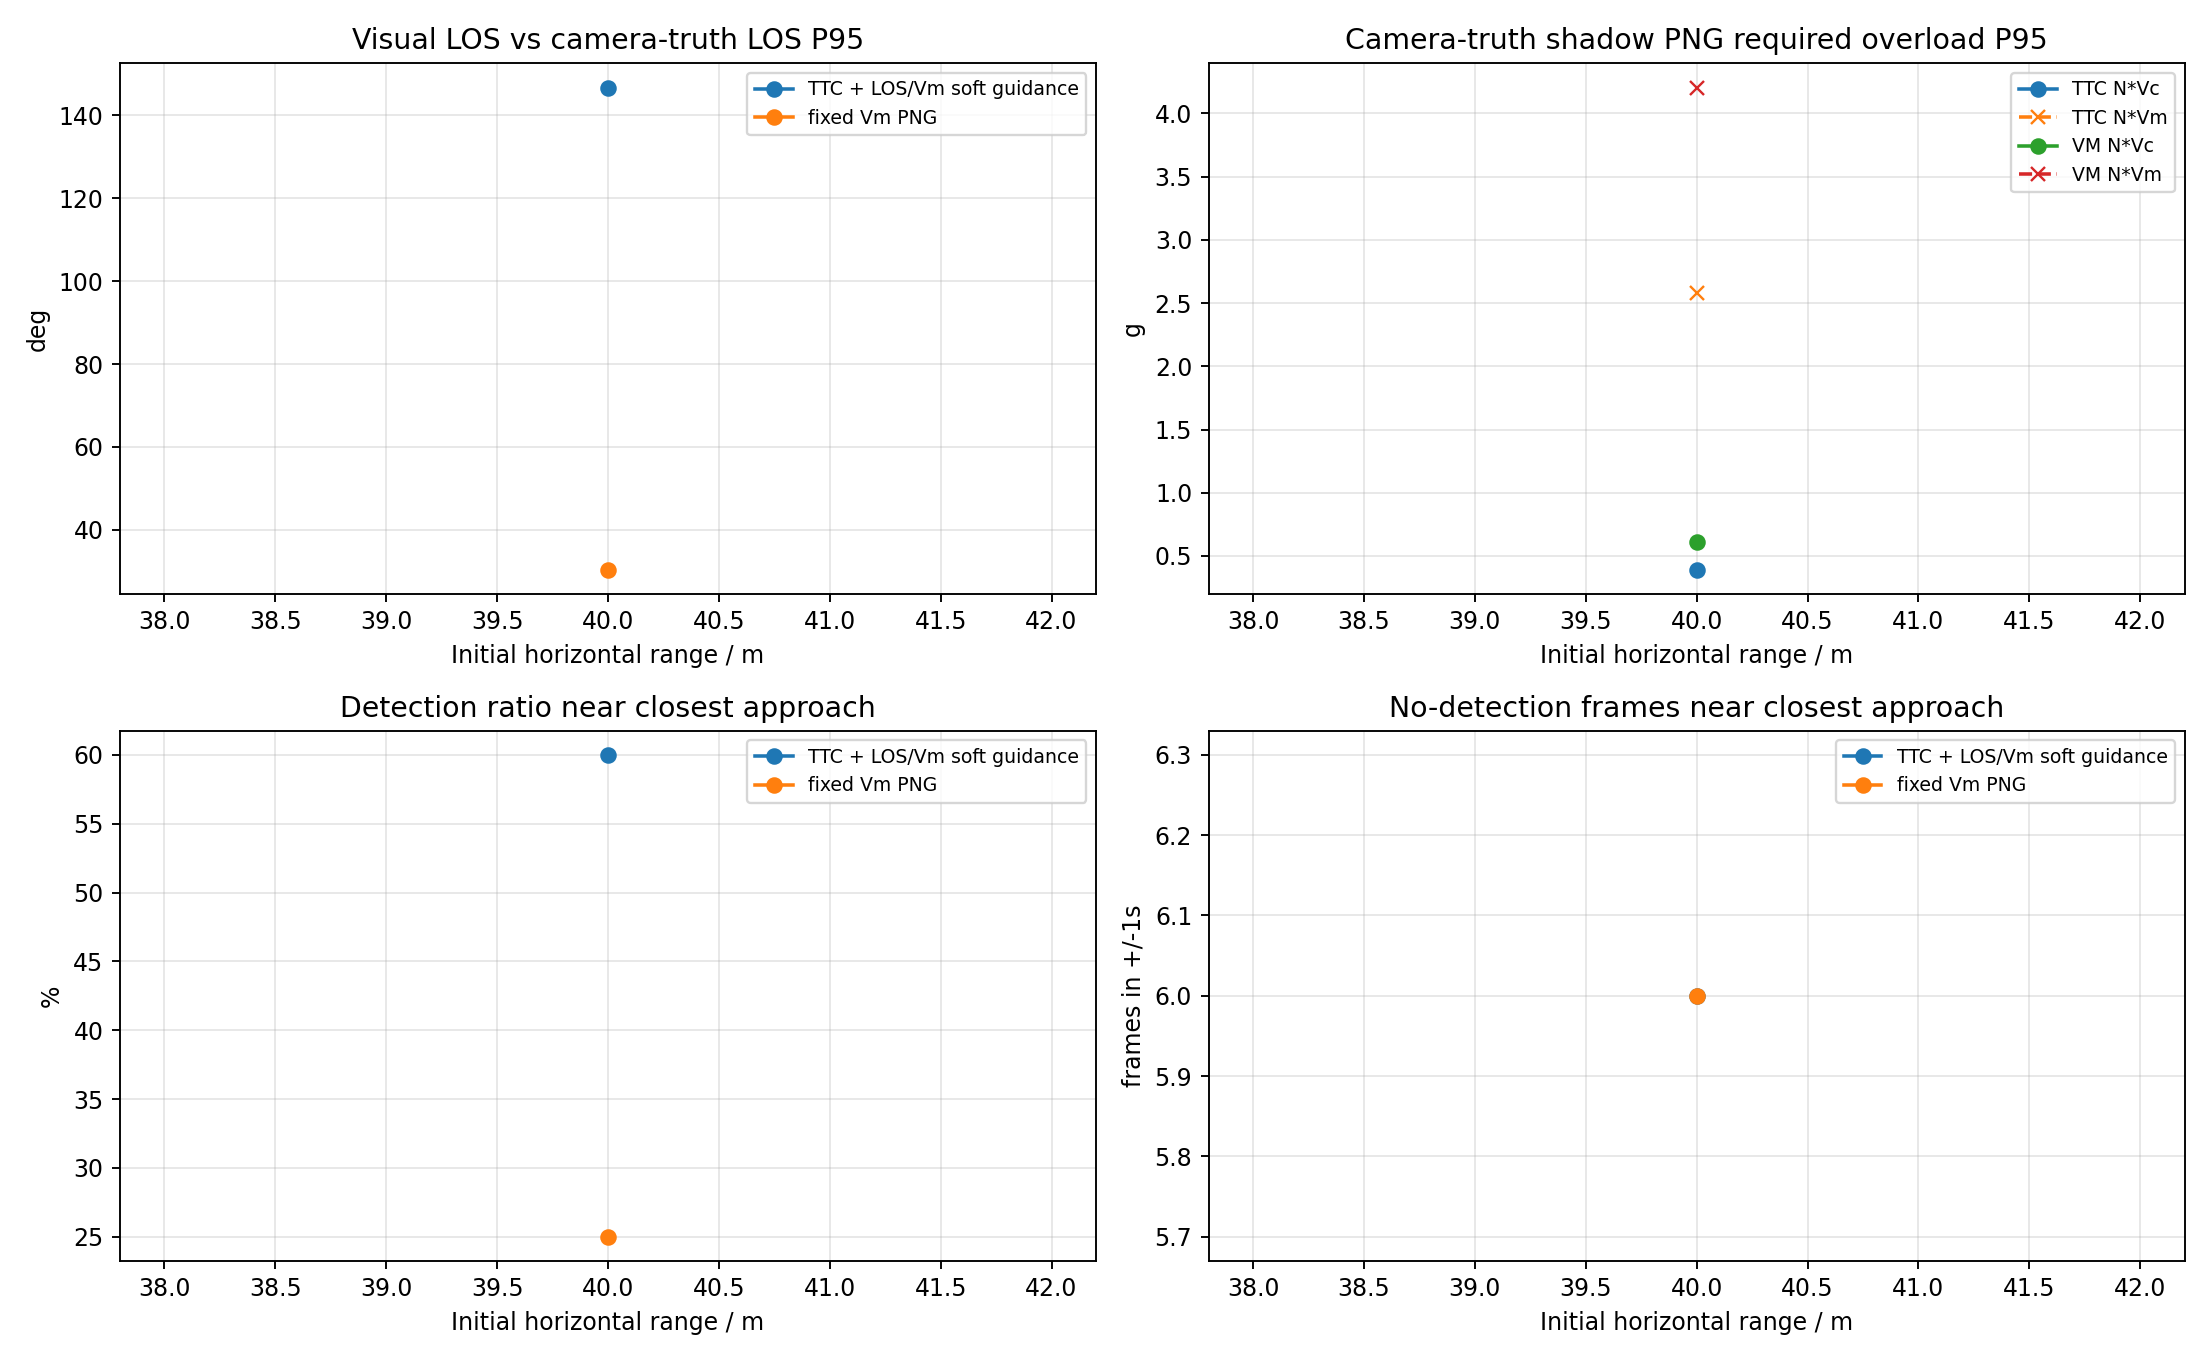 Visual LOS vs camera-truth LOS P95
TTC + LOS/Vm soft guidance
fixed Vm PNG
140
120
100
80
60
40
deg
38.0 38.5 39.0 39.5 40.0 40.5 41.0 41.5 42.0
Initial horizontal range / m
Camera-truth shadow PNG required overload P95
TTC N*Vc
TTC N*Vm
VM N*Vc
VM N*Vm
4.0
3.5
3.0
2.5
2.0
1.5
1.0
0.5
g
38.0 38.5 39.0 39.5 40.0 40.5 41.0 41.5 42.0
Initial horizontal range / m
Detection ratio near closest approach
TTC + LOS/Vm soft guidance
fixed Vm PNG
60
55
50
45
40
35
30
25
%
38.0 38.5 39.0 39.5 40.0 40.5 41.0 41.5 42.0
Initial horizontal range / m
No-detection frames near closest approach
TTC + LOS/Vm soft guidance
fixed Vm PNG
6.3
6.2
6.1
6.0
5.9
5.8
5.7
frames in +/-1s
38.0 38.5 39.0 39.5 40.0 40.5 41.0 41.5 42.0
Initial horizontal range / m